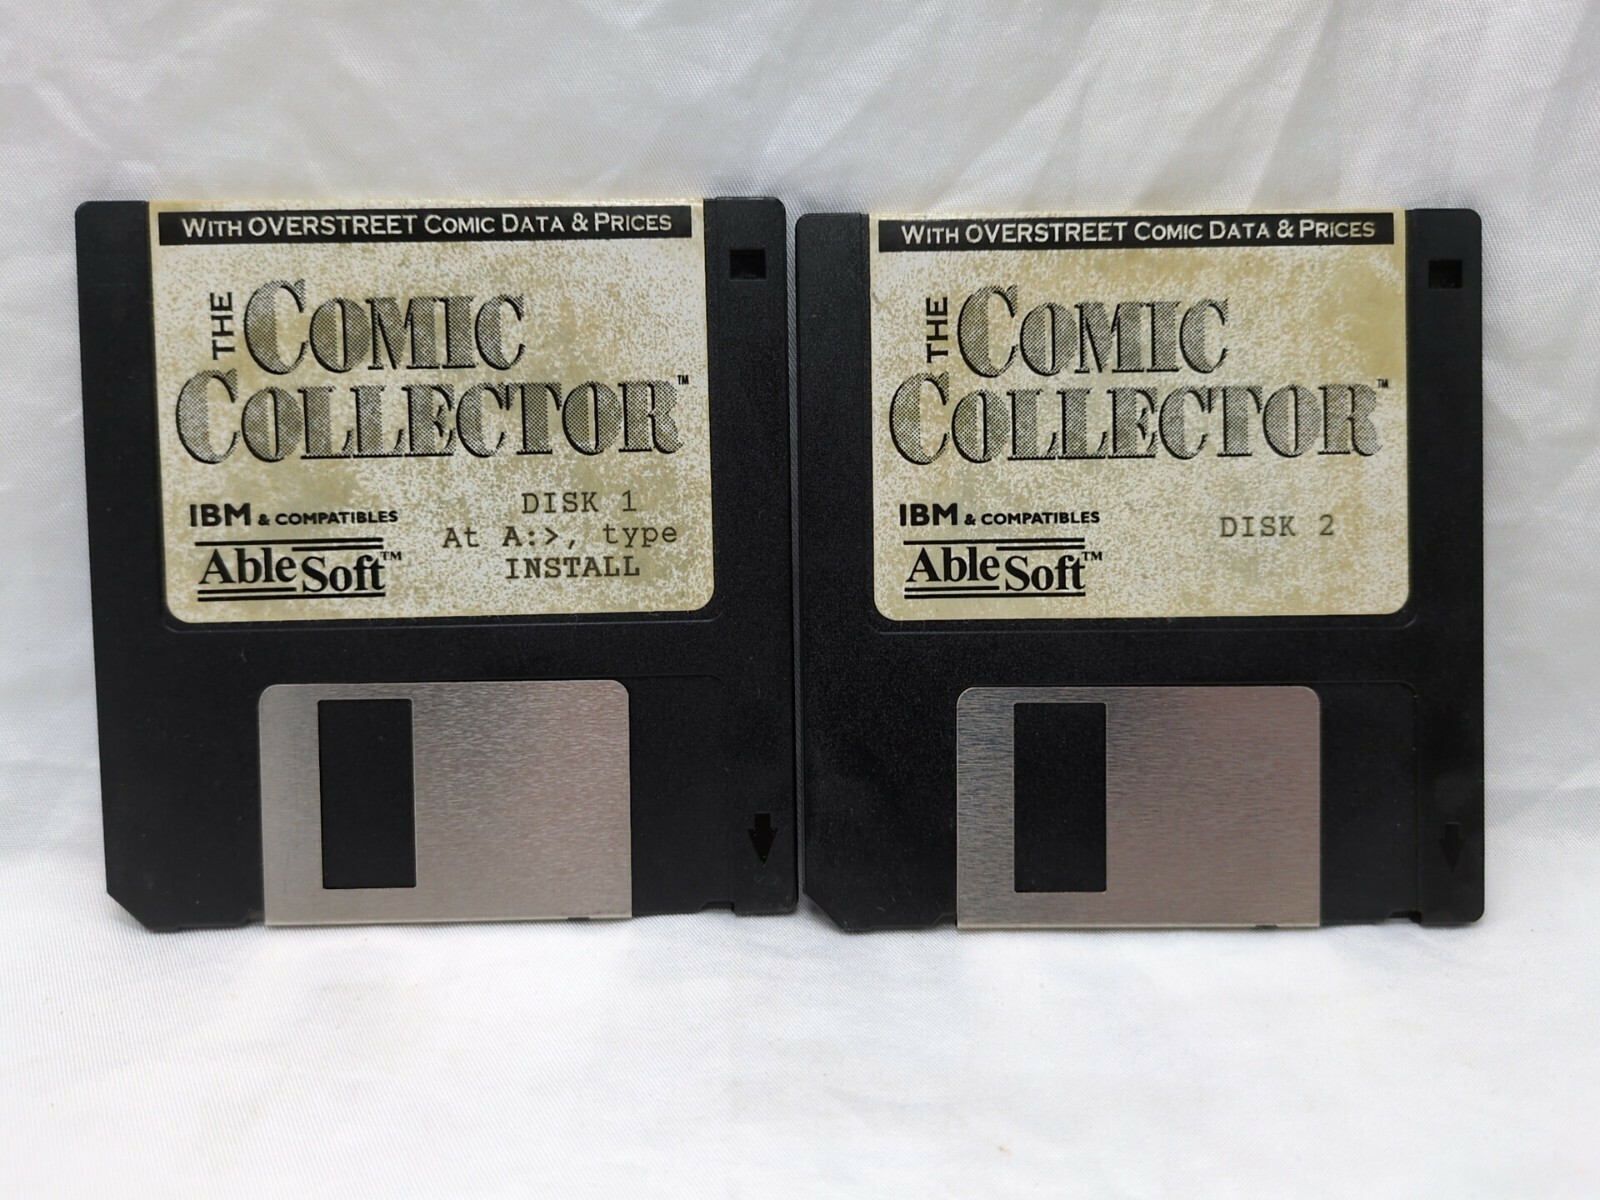 WITH OVERSTREET COMIC DATA & PRICES
THE COMIC
COLLECTOR™
IBM & COMPATIBLES
AbleSoft™
DISK 1
At A:>, type
INSTALL
WITH OVERSTREET COMIC DATA & PRICES
THE COMIC
COLLECTOR™
IBM & COMPATIBLES
AbleSoft™
DISK 2